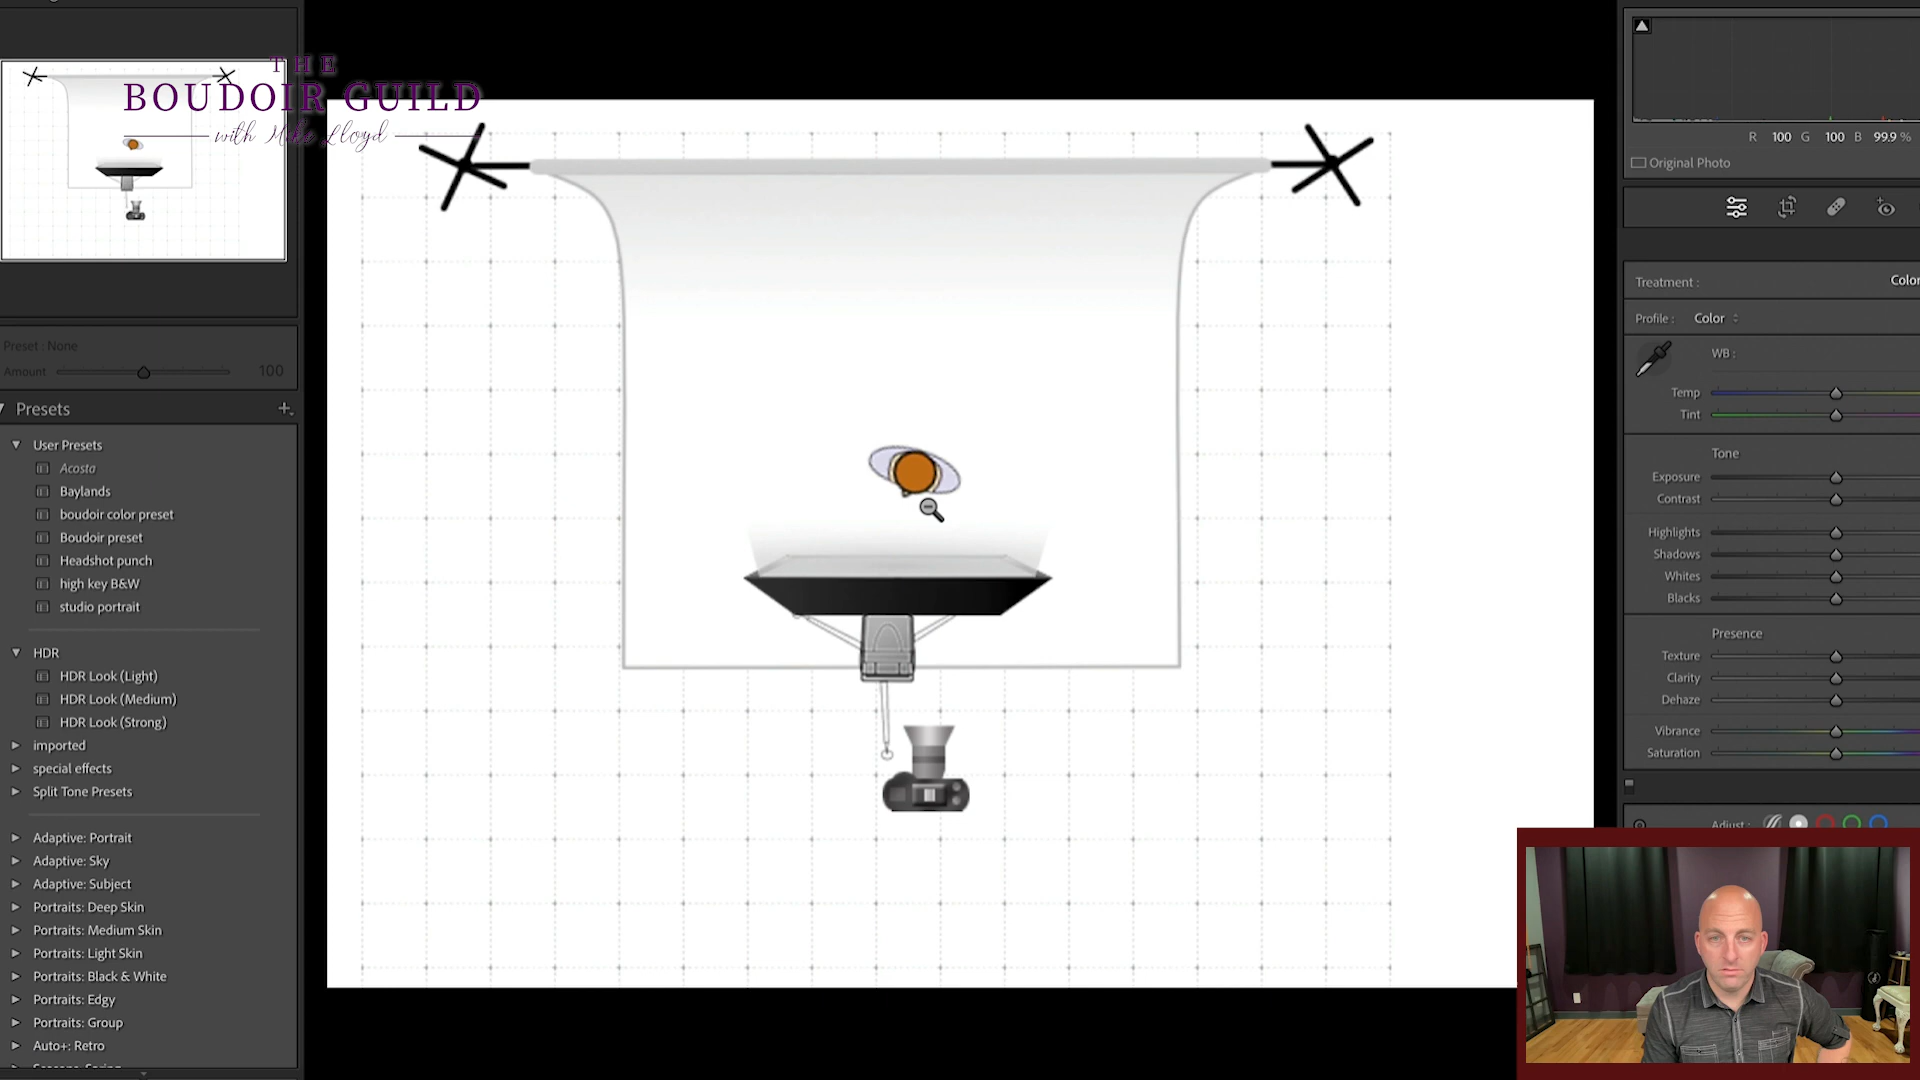 THE
BOUDOIR GUILD
with Mike Lloyd
Preset : None
Amount 100
Presets
User Presets
Acosta
Baylands
boudoir color preset
Boudoir preset
Headshot punch
high key B&W
studio portrait
HDR
HDR Look (Light)
HDR Look (Medium)
HDR Look (Strong)
imported
special effects
Split Tone Presets
Adaptive: Portrait
Adaptive: Sky
Adaptive: Subject
Portraits: Deep Skin
Portraits: Medium Skin
Portraits: Light Skin
Portraits: Black & White
Portraits: Edgy
Portraits: Group
Auto+: Retro
R 100 G 100 B 99.9 %
Original Photo
Treatment : Color
Profile : Color
WB :
Temp
Tint
Tone
Exposure
Contrast
Highlights
Shadows
Whites
Blacks
Presence
Texture
Clarity
Dehaze
Vibrance
Saturation
Adjust :